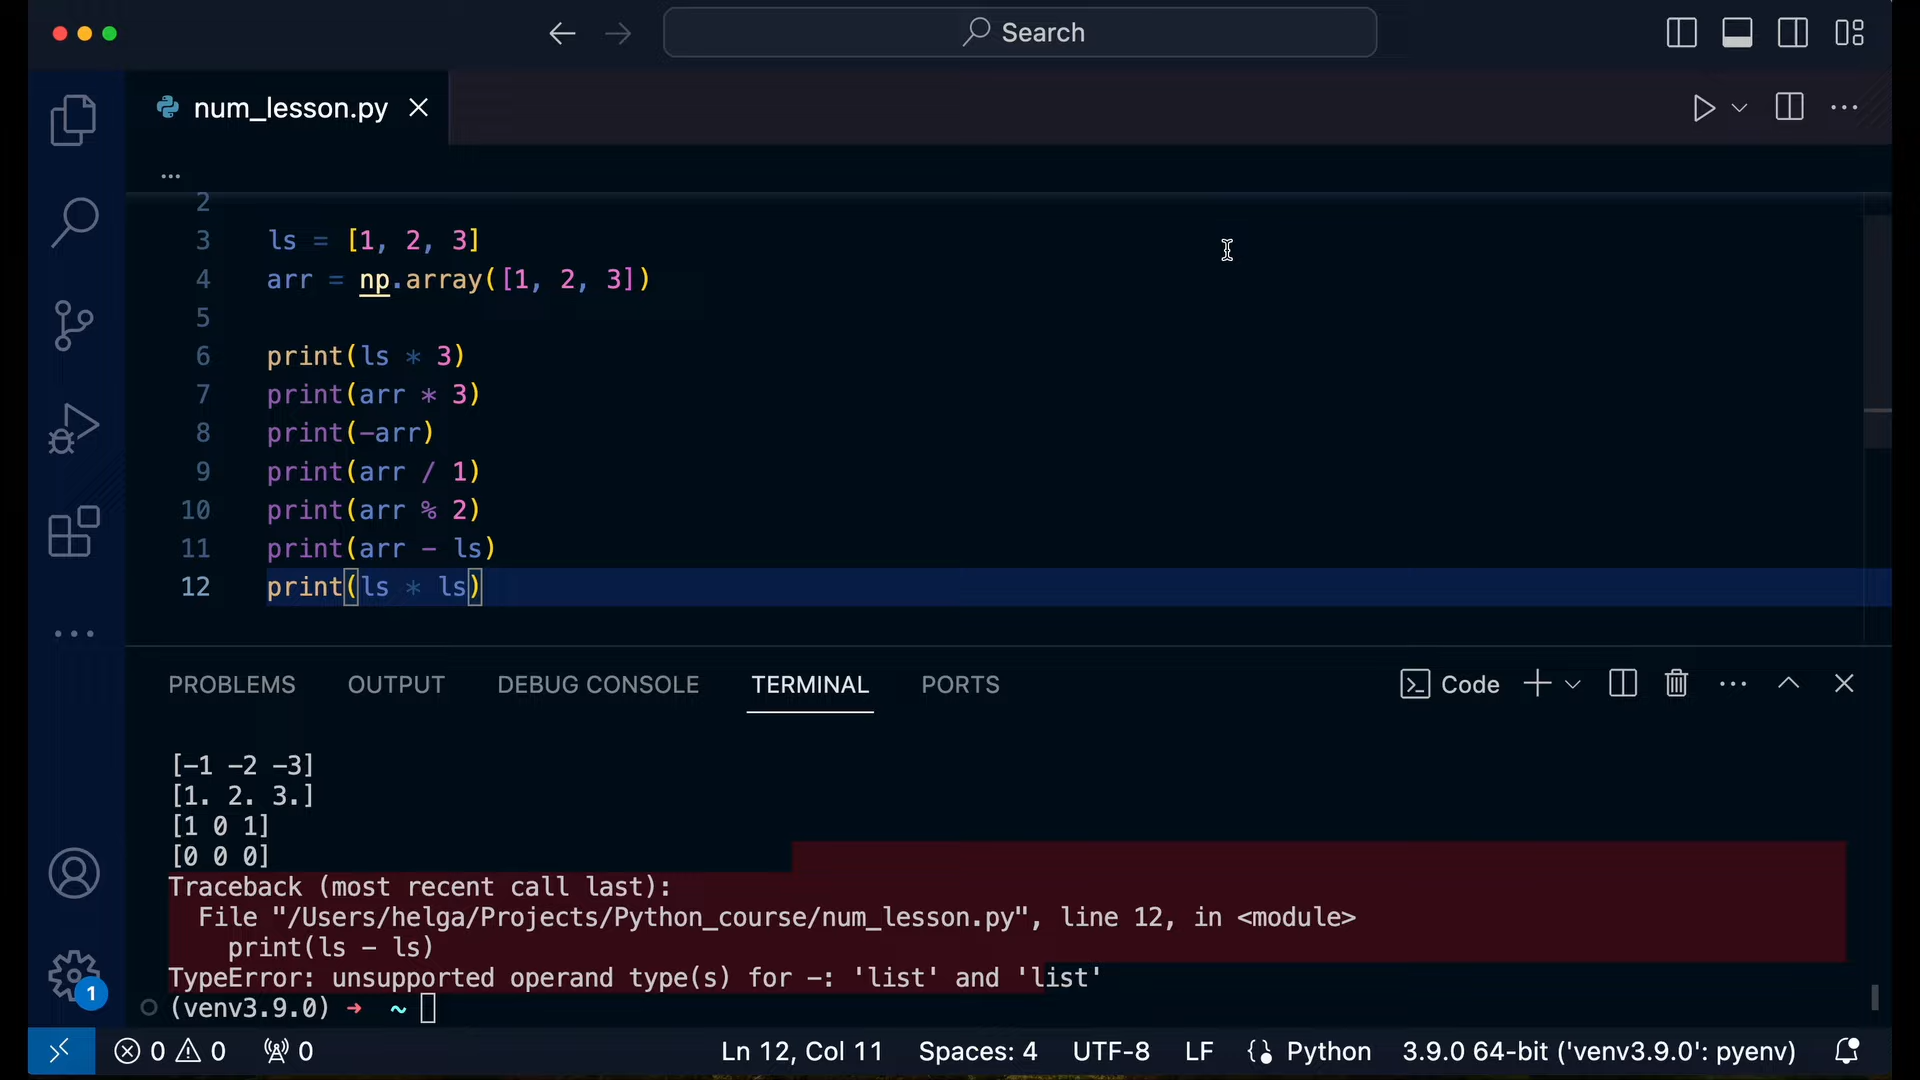 Search
num_lesson.py
...
2
3 ls = [1, 2, 3]
4 arr = np.array([1, 2, 3])
5
6 print(ls * 3)
7 print(arr * 3)
8 print(-arr)
9 print(arr / 1)
10 print(arr % 2)
11 print(arr - ls)
12 print(ls * ls)
PROBLEMS OUTPUT DEBUG CONSOLE TERMINAL PORTS Code
[-1 -2 -3]
[1. 2. 3.]
[1 0 1]
[0 0 0]
Traceback (most recent call last):
File "/Users/helga/Projects/Python_course/num_lesson.py", line 12, in <module>
print(ls - ls)
TypeError: unsupported operand type(s) for -: 'list' and 'list'
(venv3.9.0) → ~
1
0 0 0 Ln 12, Col 11 Spaces: 4 UTF-8 LF Python 3.9.0 64-bit ('venv3.9.0': pyenv)